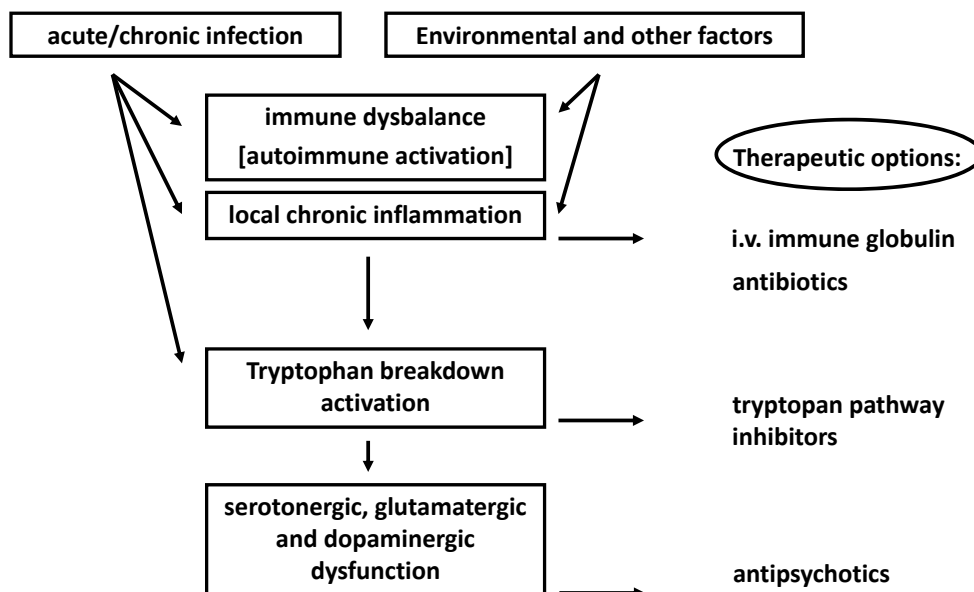 acute/chronic infection
Environmental and other factors
immune dysbalance
[autoimmune activation]
Therapeutic options:
local chronic inflammation
i.v. immune globulin
antibiotics
Tryptophan breakdown
activation
tryptopan pathway
inhibitors
serotonergic, glutamatergic
and dopaminergic
dysfunction
antipsychotics